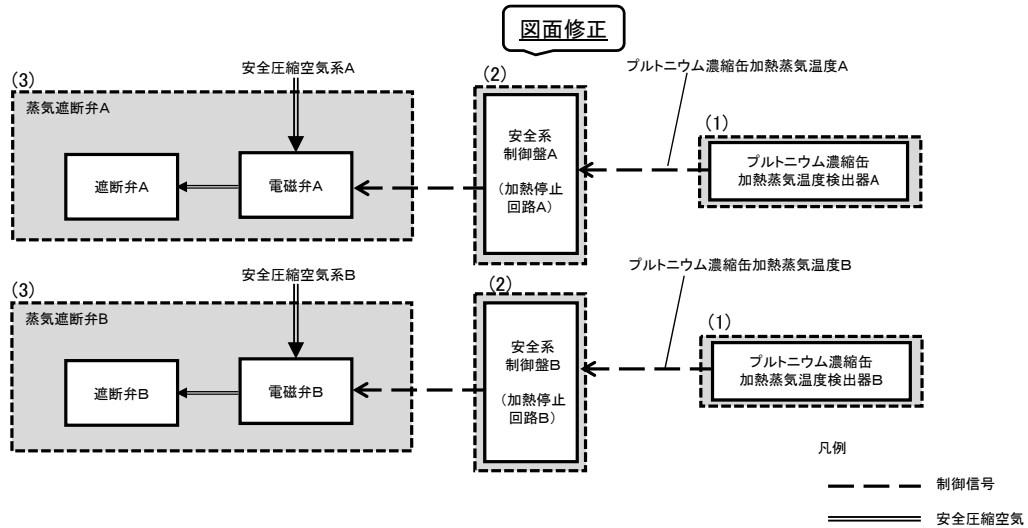 図面修正
安全圧縮空気系A
プルトニウム濃縮缶加熱蒸気温度A
(3)
(2)
蒸気遮断弁A
(1)
安全系
制御盤A
(加熱停止
回路A)
遮断弁A
電磁弁A
プルトニウム濃縮缶
加熱蒸気温度検出器A
安全圧縮空気系B
プルトニウム濃縮缶加熱蒸気温度B
(3)
(2)
蒸気遮断弁B
(1)
安全系
制御盤B
(加熱停止
回路B)
遮断弁B
電磁弁B
プルトニウム濃縮缶
加熱蒸気温度検出器B
凡例
制御信号
安全圧縮空気